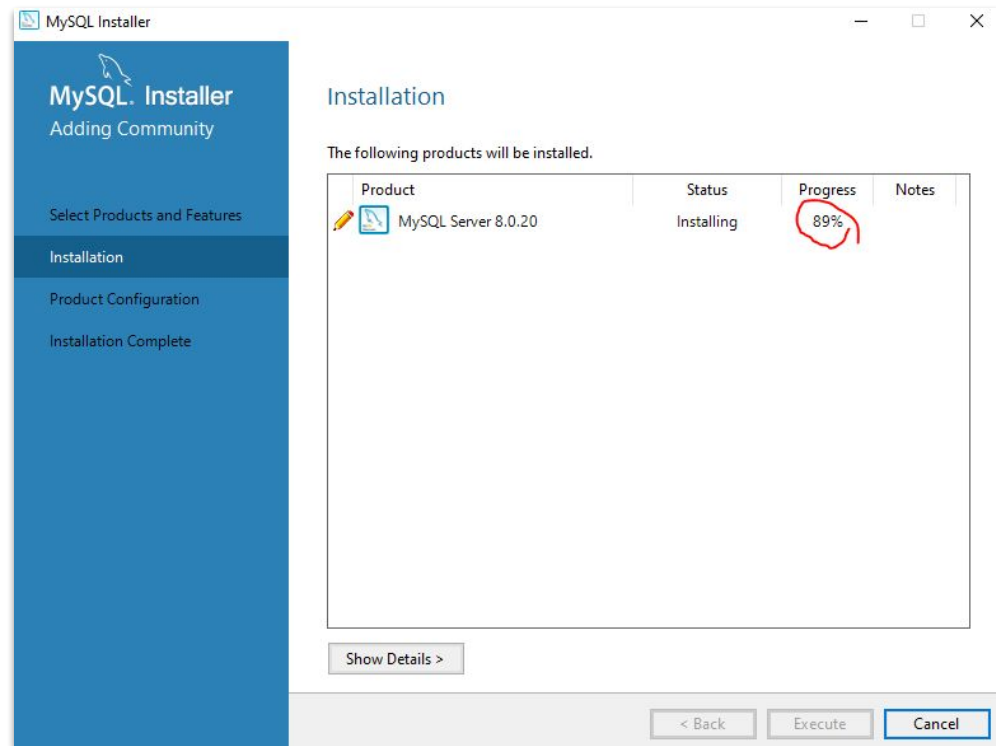 MySQL Installer
MySQL. Installer
Adding Community
Select Products and Features
Installation
Product Configuration
Installation Complete
Installation
The following products will be installed.
Product Status Progress Notes
MySQL Server 8.0.20 Installing 89%
Show Details >
< Back Execute Cancel